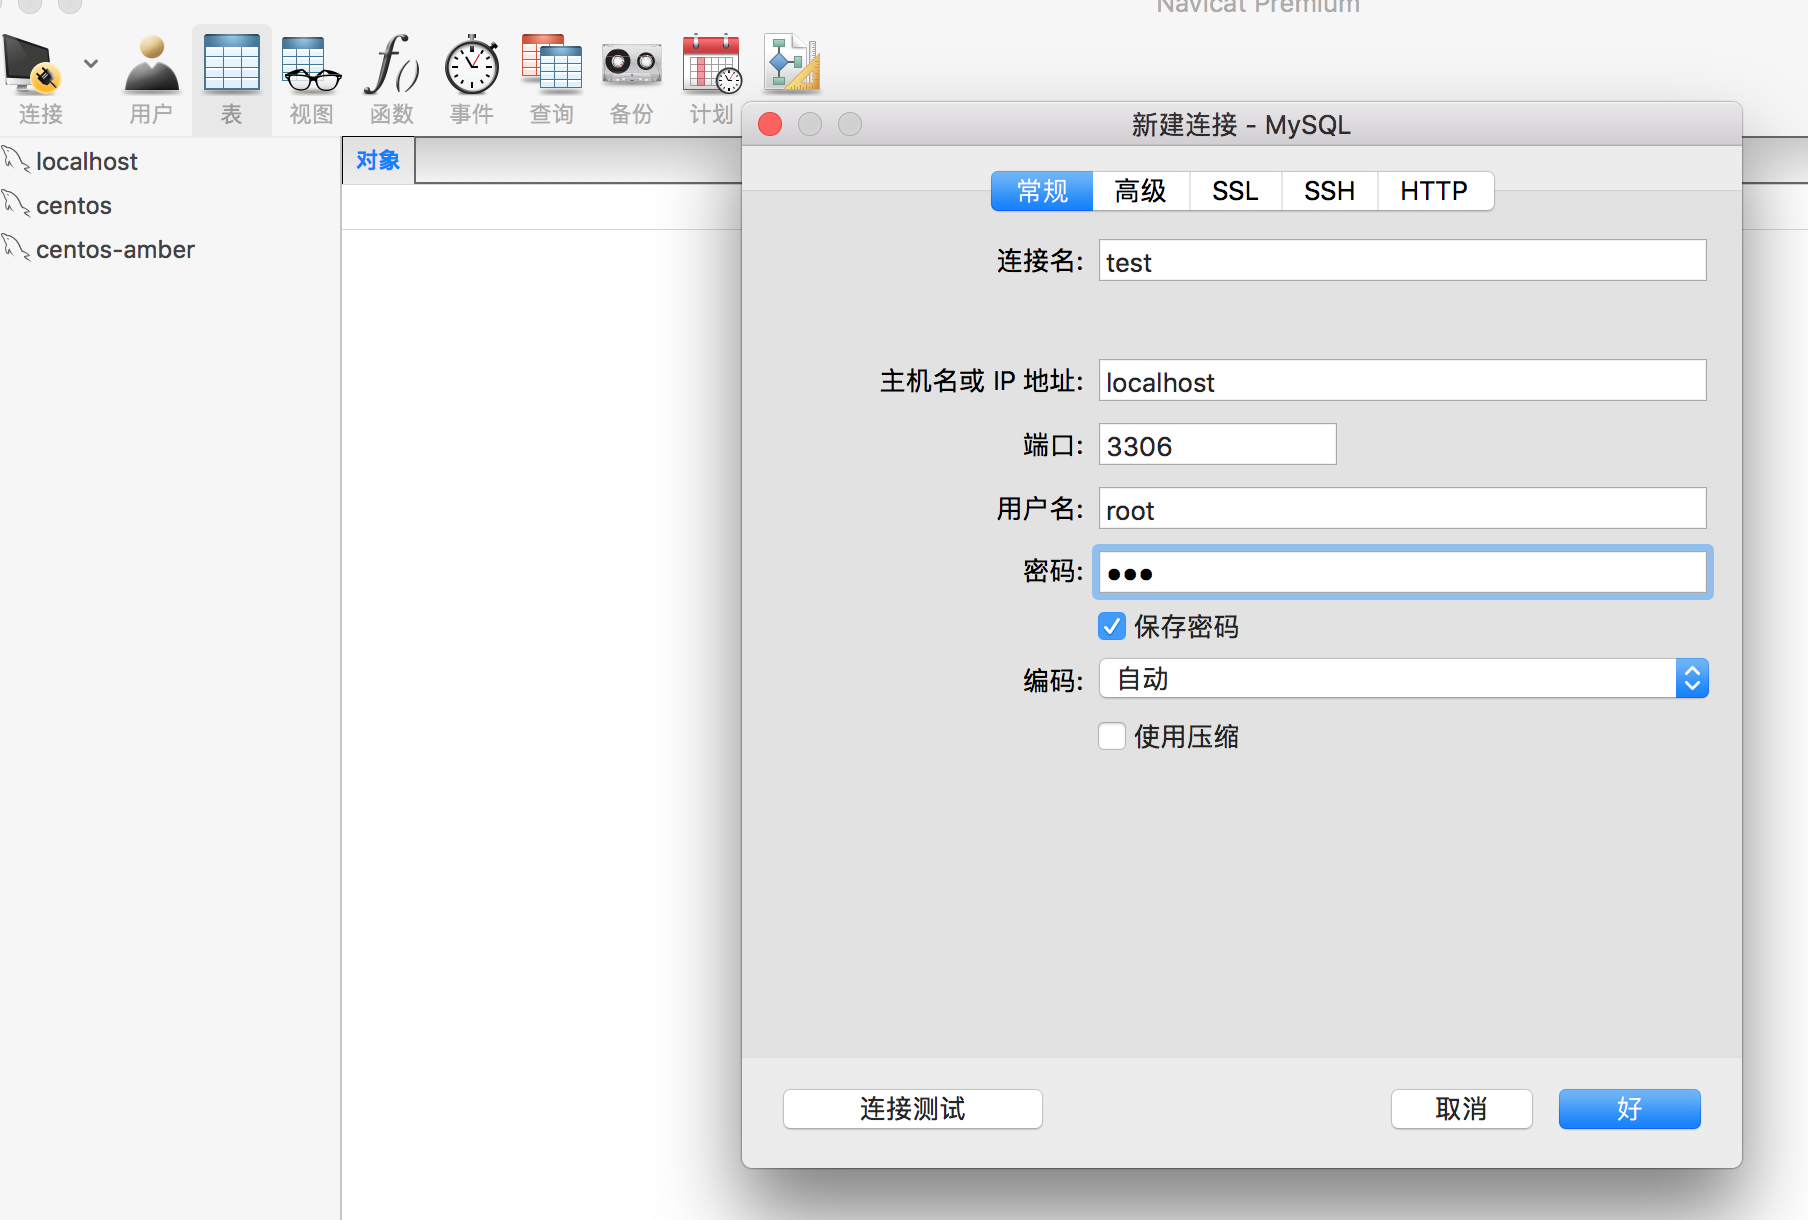 Navicat Premium
连接
用户
表
视图
函数
事件
查询
备份
计划
localhost
centos
centos-amber
对象
新建连接 - MySQL
常规 高级 SSL SSH HTTP
连接名: test
主机名或 IP 地址: localhost
端口: 3306
用户名: root
密码: •••
保存密码
编码: 自动
使用压缩
连接测试 取消 好